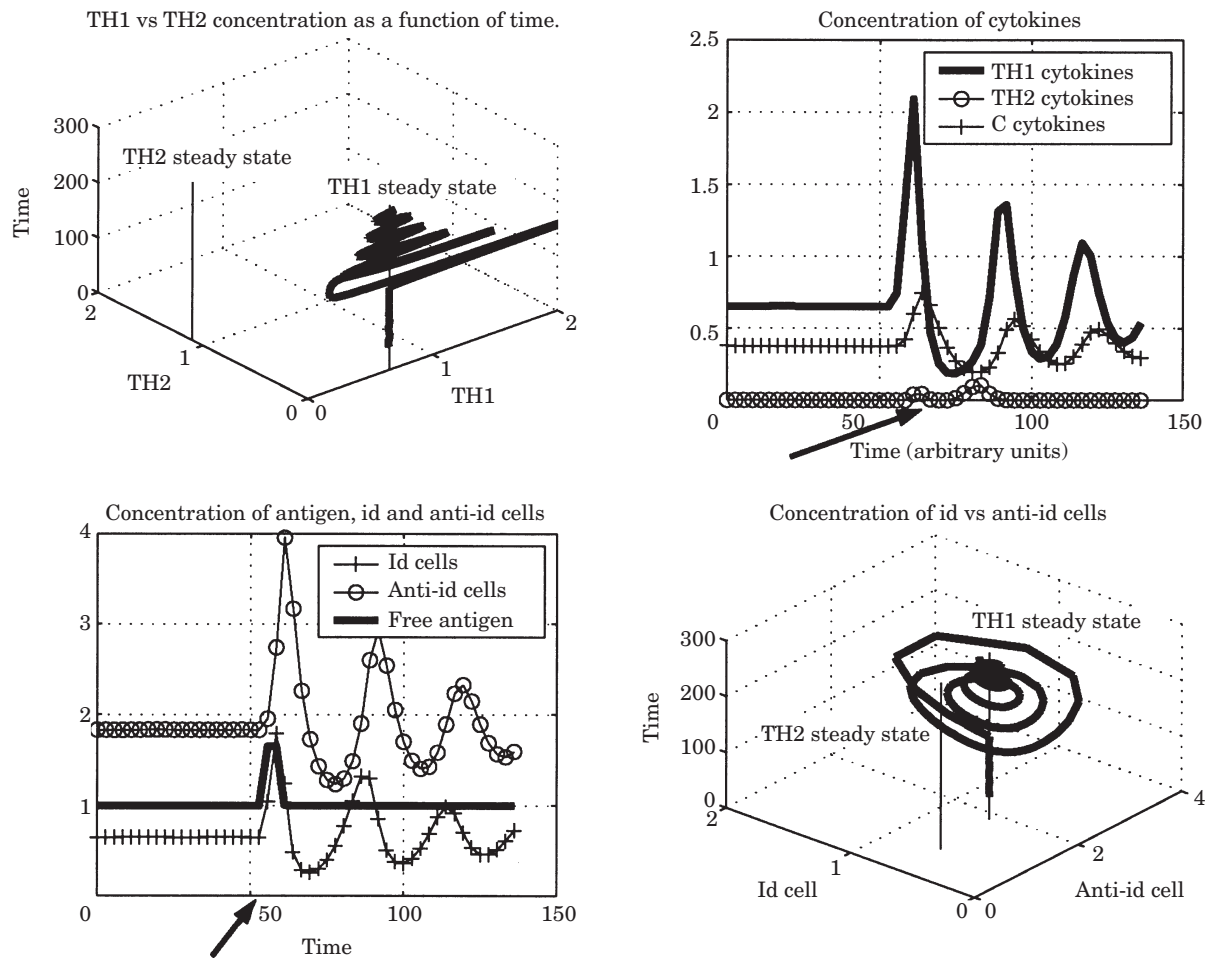 TH1 vs TH2 concentration as a function of time.
300
200
100
0
Time
TH2 steady state
TH1 steady state
2
1
0
TH2
0
1
2
TH1
Concentration of cytokines
2.5
2
1.5
1
0.5
0
50
100
150
TH1 cytokines
TH2 cytokines
C cytokines
Time (arbitrary units)
Concentration of antigen, id and anti-id cells
4
3
2
1
0
50
100
150
Id cells
Anti-id cells
Free antigen
Time
Concentration of id vs anti-id cells
300
200
100
0
Time
TH1 steady state
TH2 steady state
2
1
0
Id cell
0
2
4
Anti-id cell